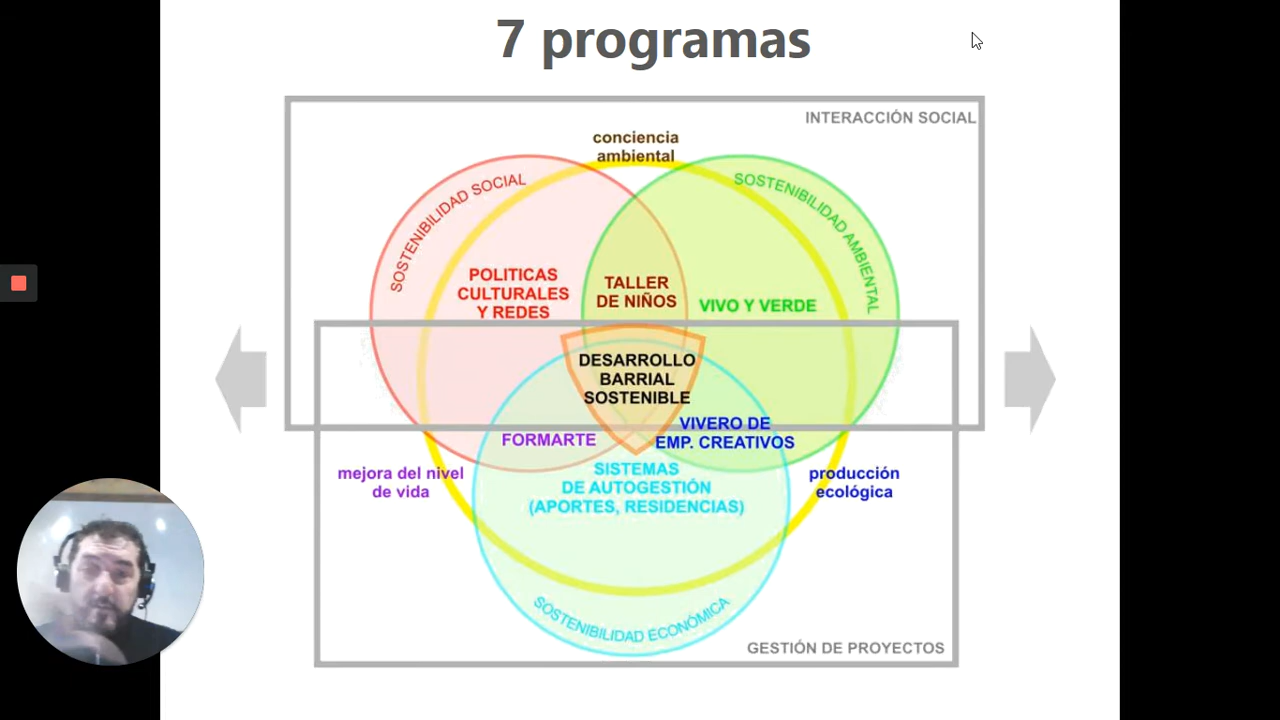 7 programas
INTERACCIÓN SOCIAL
conciencia
ambiental
SOSTENIBILIDAD SOCIAL
SOSTENIBILIDAD AMBIENTAL
POLITICAS
CULTURALES
Y REDES
TALLER
DE NIÑOS
VIVO Y VERDE
DESARROLLO
BARRIAL
SOSTENIBLE
FORMARTE
VIVERO DE
EMP. CREATIVOS
mejora del nivel
de vida
SISTEMAS
DE AUTOGESTIÓN
(APORTES, RESIDENCIAS)
producción
ecológica
SOSTENIBILIDAD ECONÓMICA
GESTIÓN DE PROYECTOS